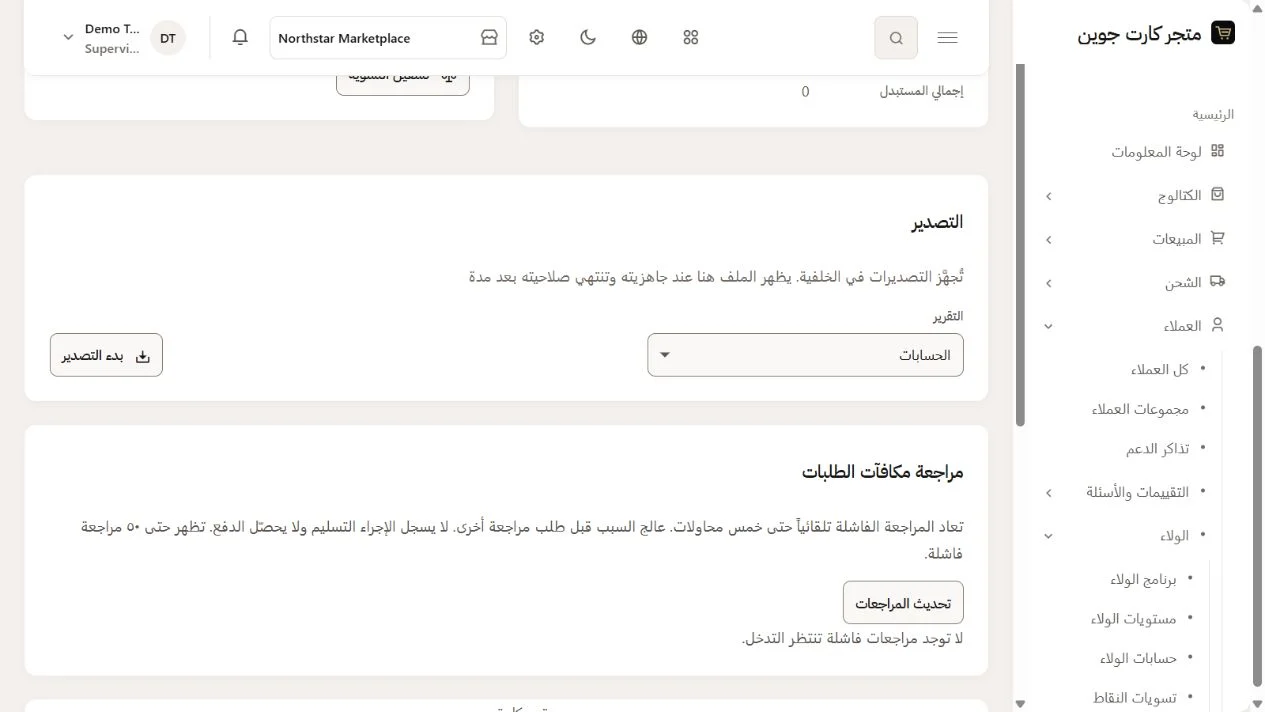 متجر كارت جوين
الرئيسية
لوحة المعلومات
الكتالوج
المبيعات
الشحن
العملاء
كل العملاء
مجموعات العملاء
تذاكر الدعم
التقييمات والأسئلة
الولاء
برنامج الولاء
مستويات الولاء
حسابات الولاء
تسويات النقاط
Northstar Marketplace
DT
Demo T...
Supervi...
إجمالي المستبدل 0
تشغيل التسوية
التصدير
تُجهَّز التصديرات في الخلفية. يظهر الملف هنا عند جاهزيته وتنتهي صلاحيته بعد مدة
التقرير
الحسابات
بدء التصدير
مراجعة مكافآت الطلبات
تعاد المراجعة الفاشلة تلقائياً حتى خمس محاولات. عالج السبب قبل طلب مراجعة أخرى. لا يسجل الإجراء التسليم ولا يحصّل الدفع. تظهر حتى ٥٠ مراجعة
فاشلة.
تحديث المراجعات
لا توجد مراجعات فاشلة تنتظر التدخل.